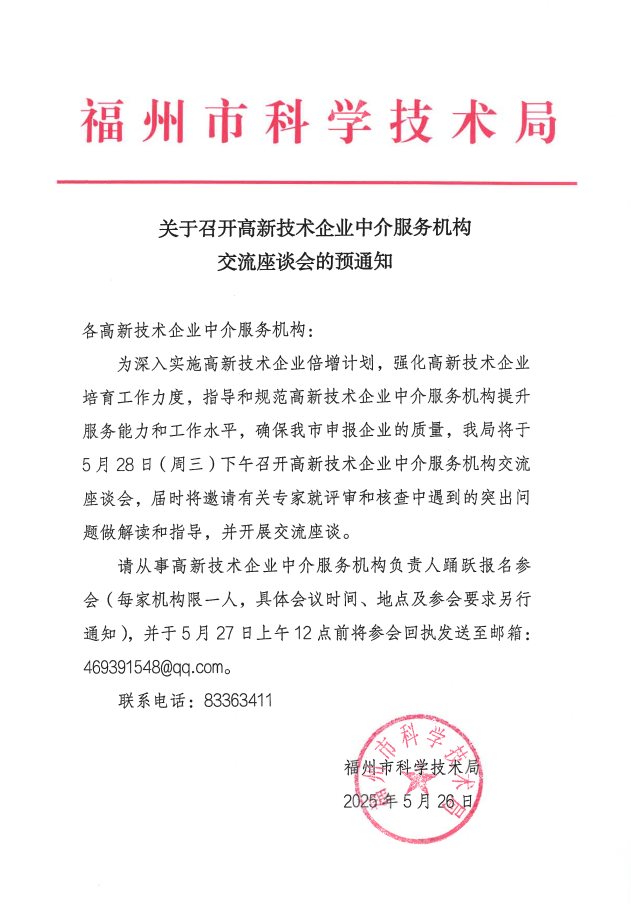 福州市科学技术局
关于召开高新技术企业中介服务机构
交流座谈会的预通知
各高新技术企业中介服务机构：
为深入实施高新技术企业倍增计划，强化高新技术企业
培育工作力度，指导和规范高新技术企业中介服务机构提升
服务能力和工作水平，确保我市申报企业的质量，我局将于
5月28日（周三）下午召开高新技术企业中介服务机构交流
座谈会，届时将邀请有关专家就评审和核查中遇到的突出问
题做解读和指导，并开展交流座谈。
请从事高新技术企业中介服务机构负责人踊跃报名参
会（每家机构限一人，具体会议时间、地点及参会要求另行
通知），并于5月27日上午12点前将参会回执发送至邮箱：
469391548@qq.com。
联系电话：83363411
福州市科学技术局
2025年5月26日
福州市科学技术局